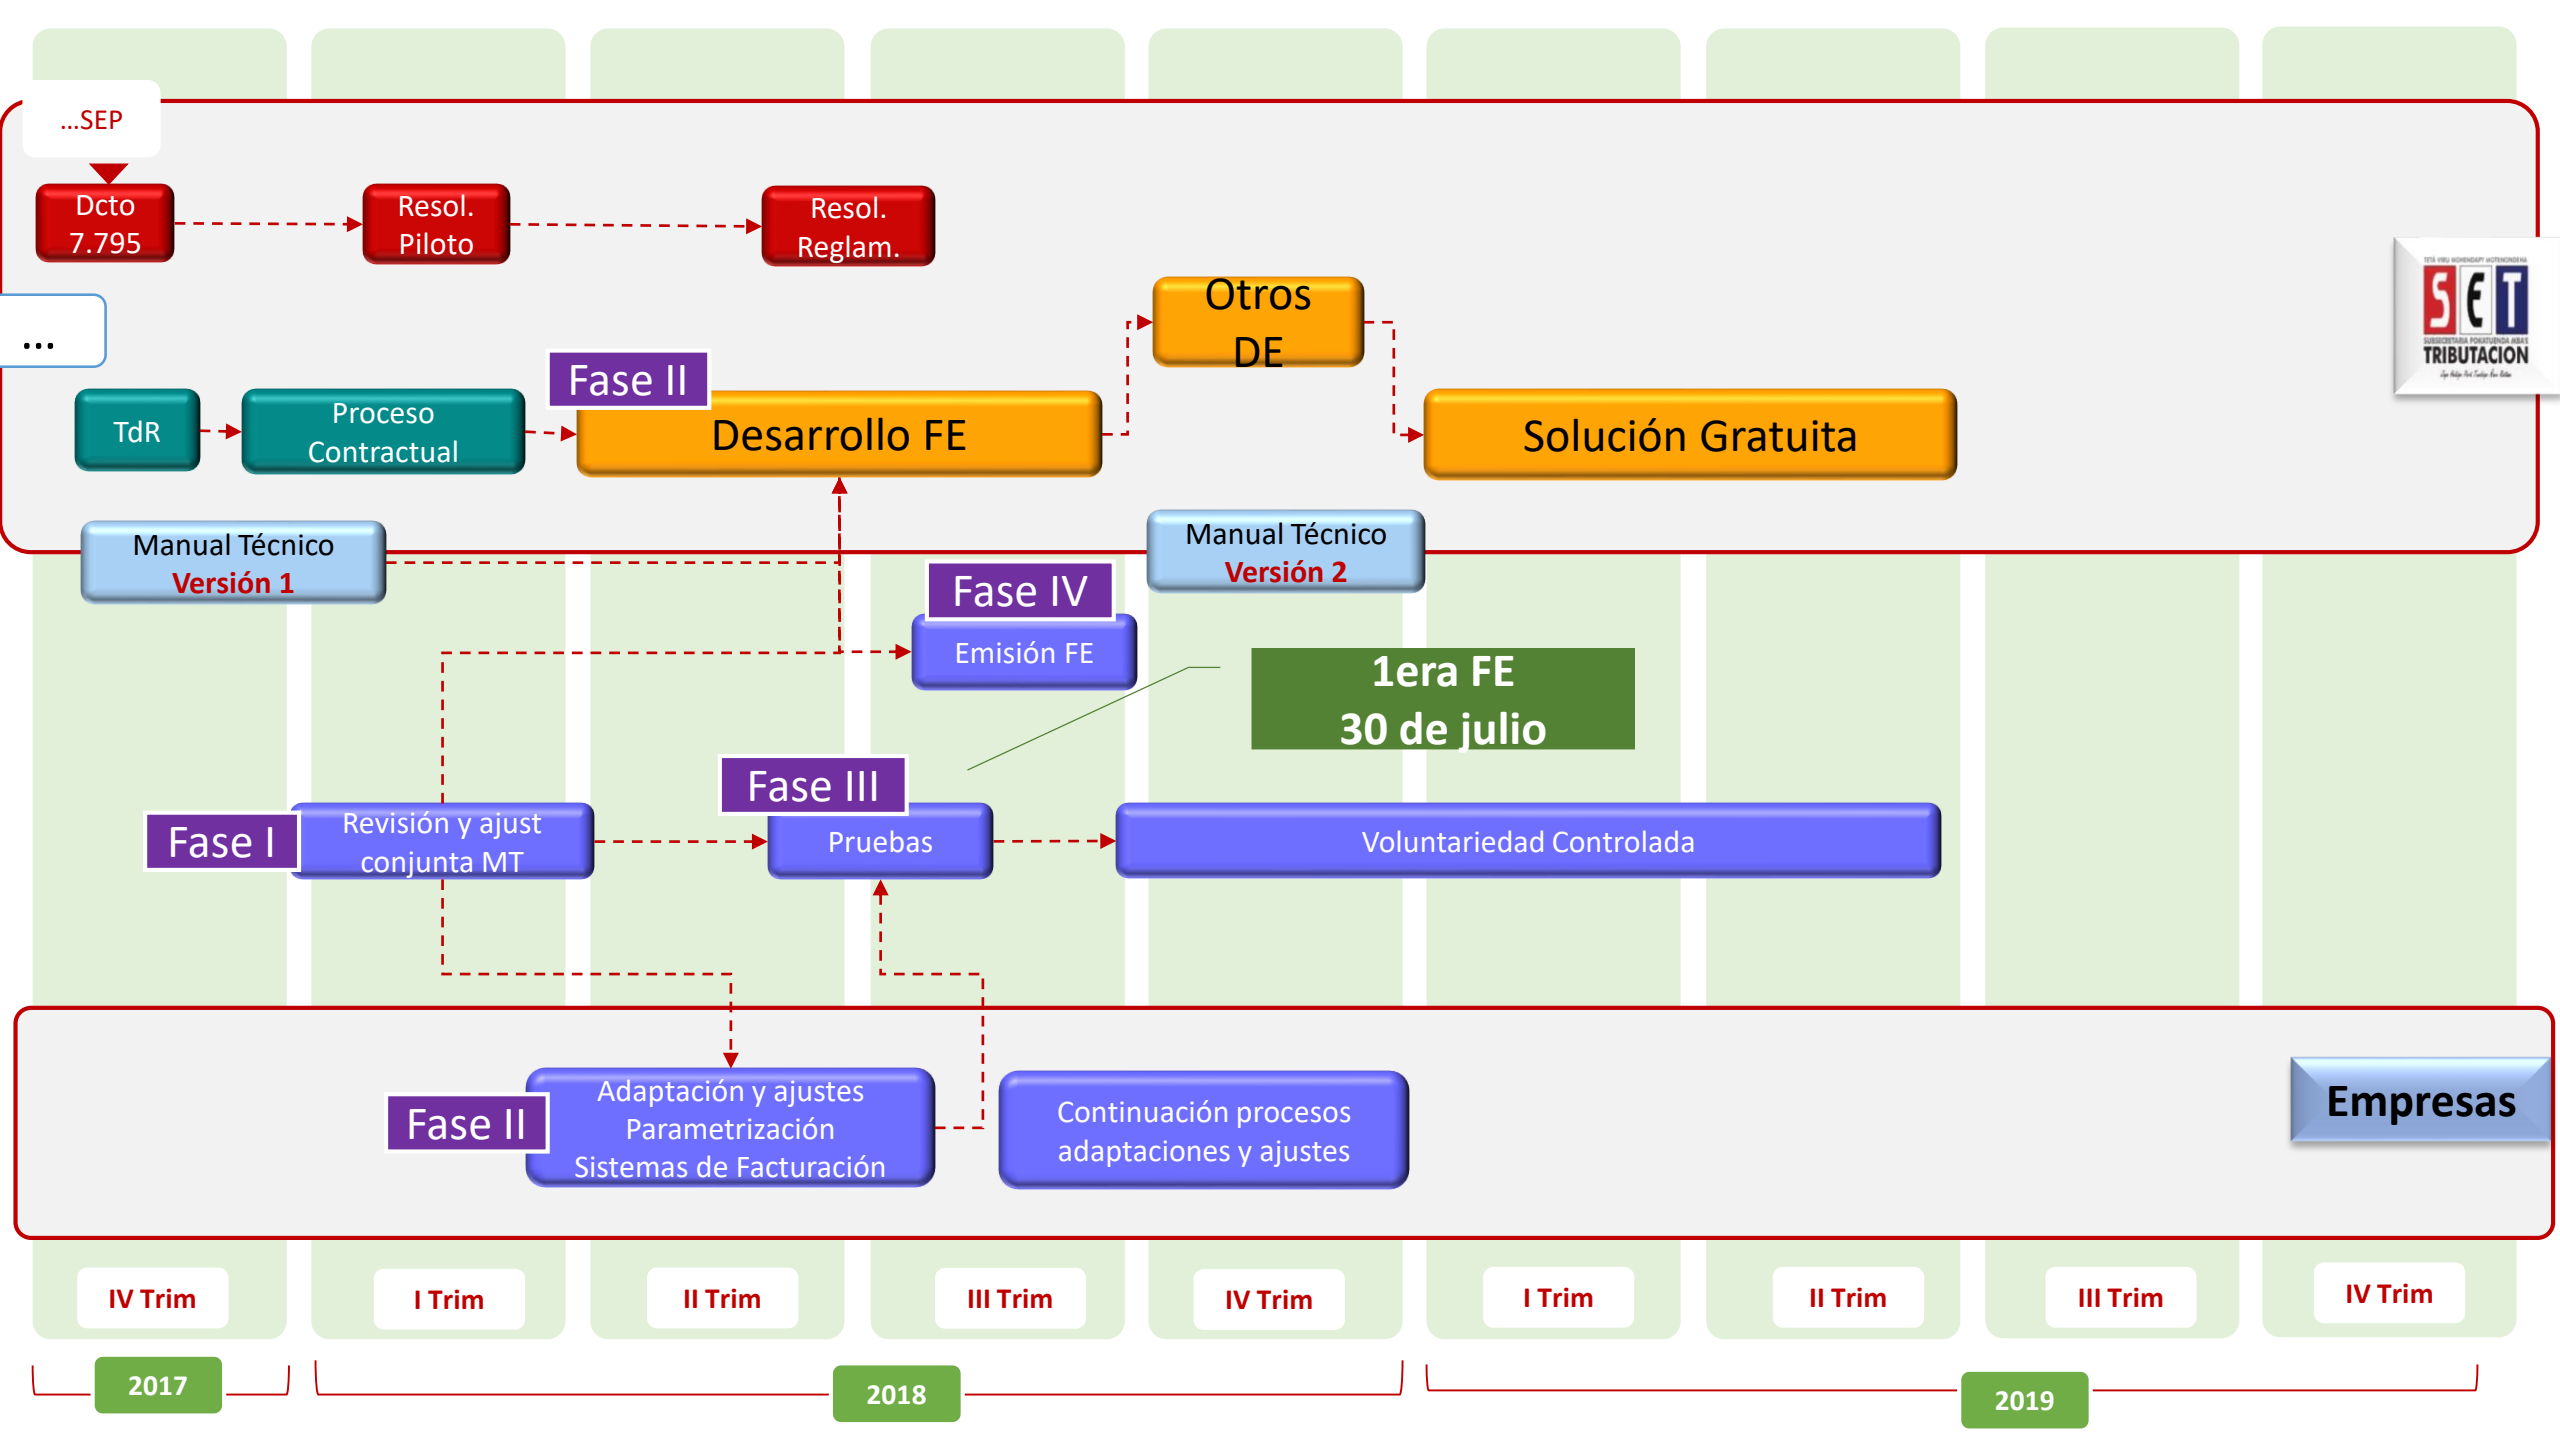 ...SEP
Dcto
7.795
Resol.
Piloto
Resol.
Reglam.
...
Otros
DE
SET
TRIBUTACION
Fase II
TdR
Proceso
Contractual
Desarrollo FE
Solución Gratuita
Manual Técnico
Versión 1
Manual Técnico
Versión 2
Fase IV
Emisión FE
1era FE
30 de julio
Fase III
Fase I
Revisión y ajust
conjunta MT
Pruebas
Voluntariedad Controlada
Fase II
Adaptación y ajustes
Parametrización
Sistemas de Facturación
Continuación procesos
adaptaciones y ajustes
Empresas
IV Trim
I Trim
II Trim
III Trim
IV Trim
I Trim
II Trim
III Trim
IV Trim
2017
2018
2019